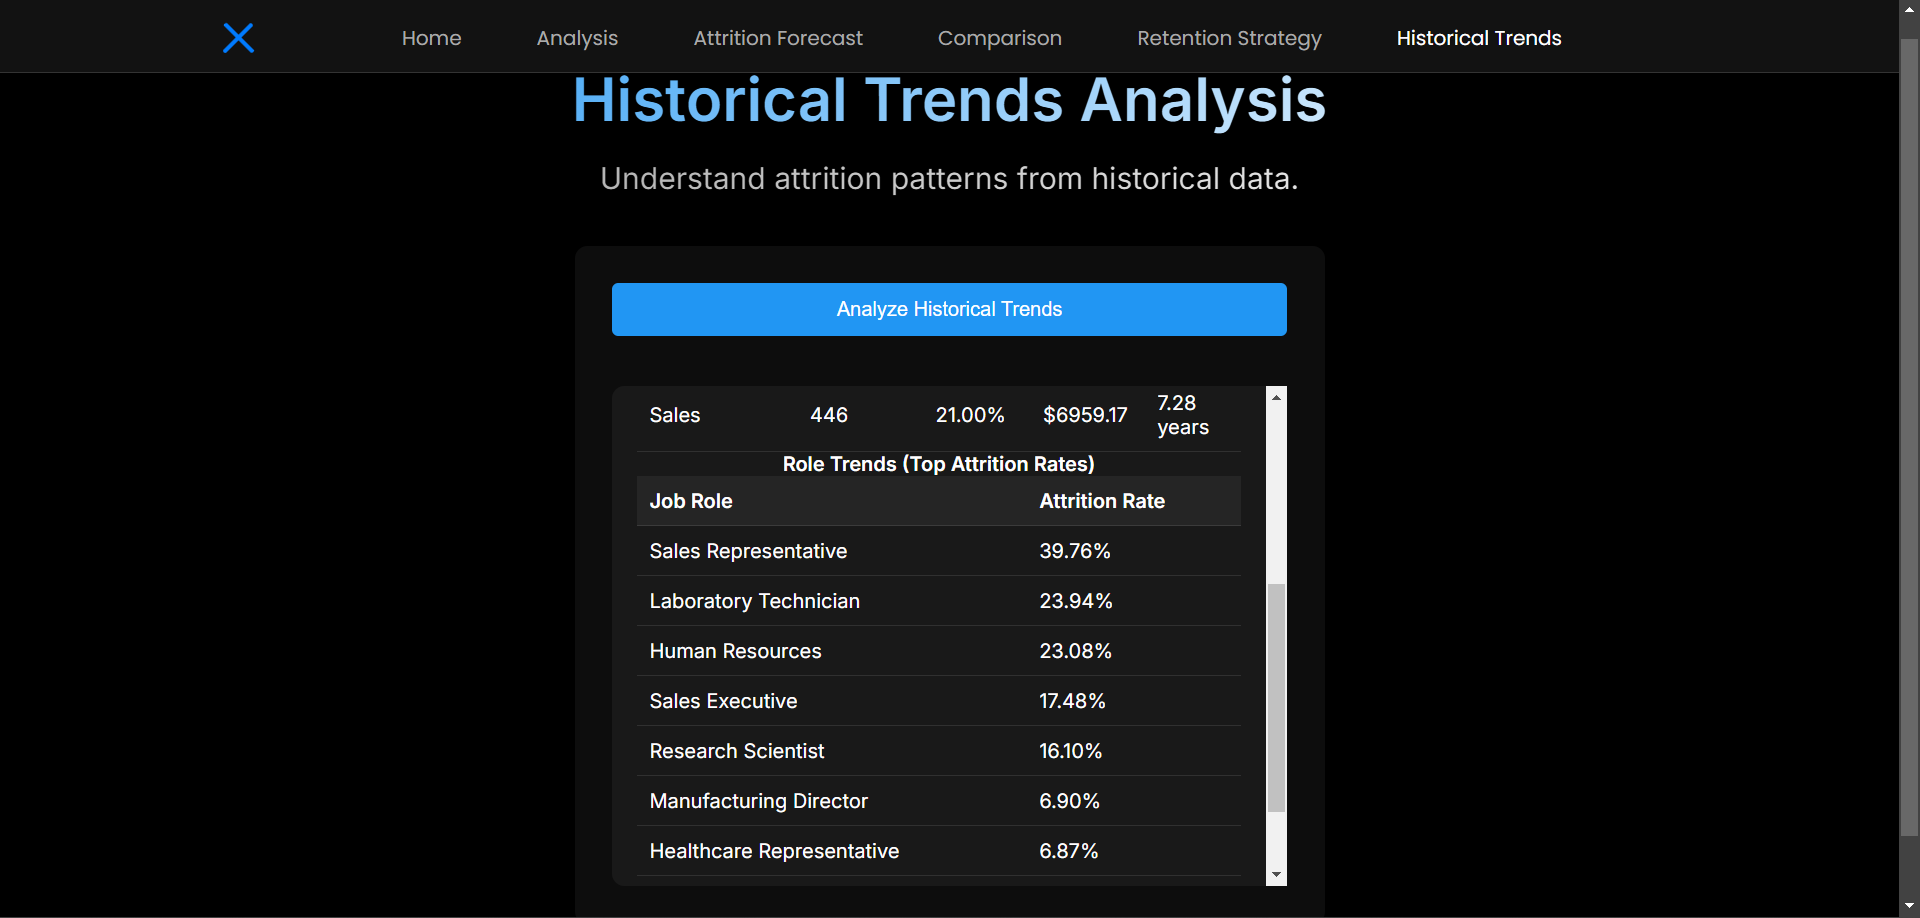 Home Analysis Attrition Forecast Comparison Retention Strategy Historical Trends
Historical Trends Analysis
Understand attrition patterns from historical data.
Analyze Historical Trends
Sales 446 21.00% $6959.17 7.28 years
Role Trends (Top Attrition Rates)
Job Role Attrition Rate
Sales Representative 39.76%
Laboratory Technician 23.94%
Human Resources 23.08%
Sales Executive 17.48%
Research Scientist 16.10%
Manufacturing Director 6.90%
Healthcare Representative 6.87%